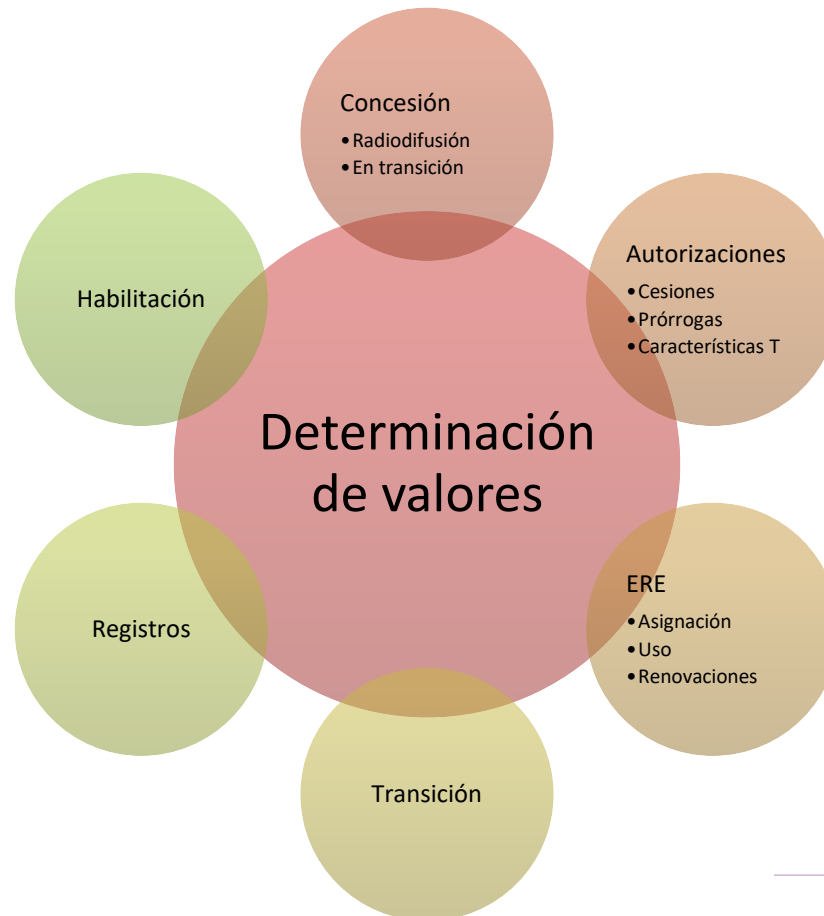 Concesión
•Radiodifusión
•En transición
Autorizaciones
•Cesiones
•Prórrogas
•Características T
Habilitación
Determinación
de valores
ERE
•Asignación
•Uso
•Renovaciones
Registros
Transición